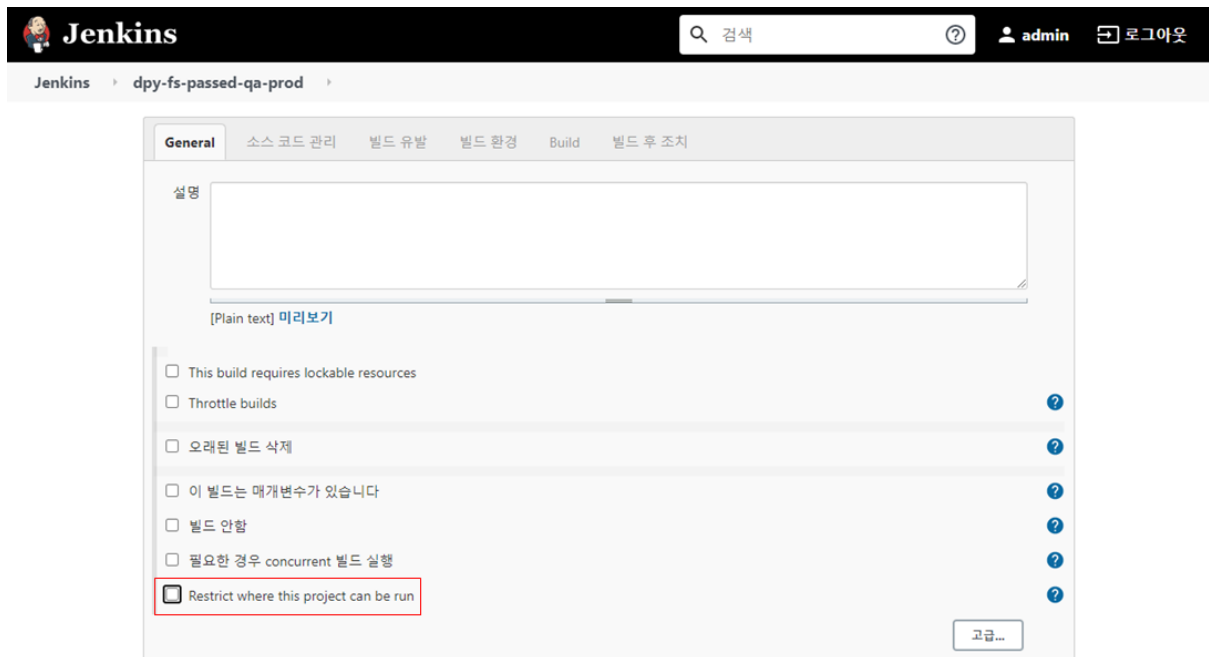 Jenkins 검색 admin 로그아웃
Jenkins dpy-fs-passed-qa-prod
General 소스 코드 관리 빌드 유발 빌드 환경 Build 빌드 후 조치
설명
[Plain text] 미리보기
This build requires lockable resources
Throttle builds
오래된 빌드 삭제
이 빌드는 매개변수가 있습니다
빌드 안함
필요한 경우 concurrent 빌드 실행
Restrict where this project can be run
고급...